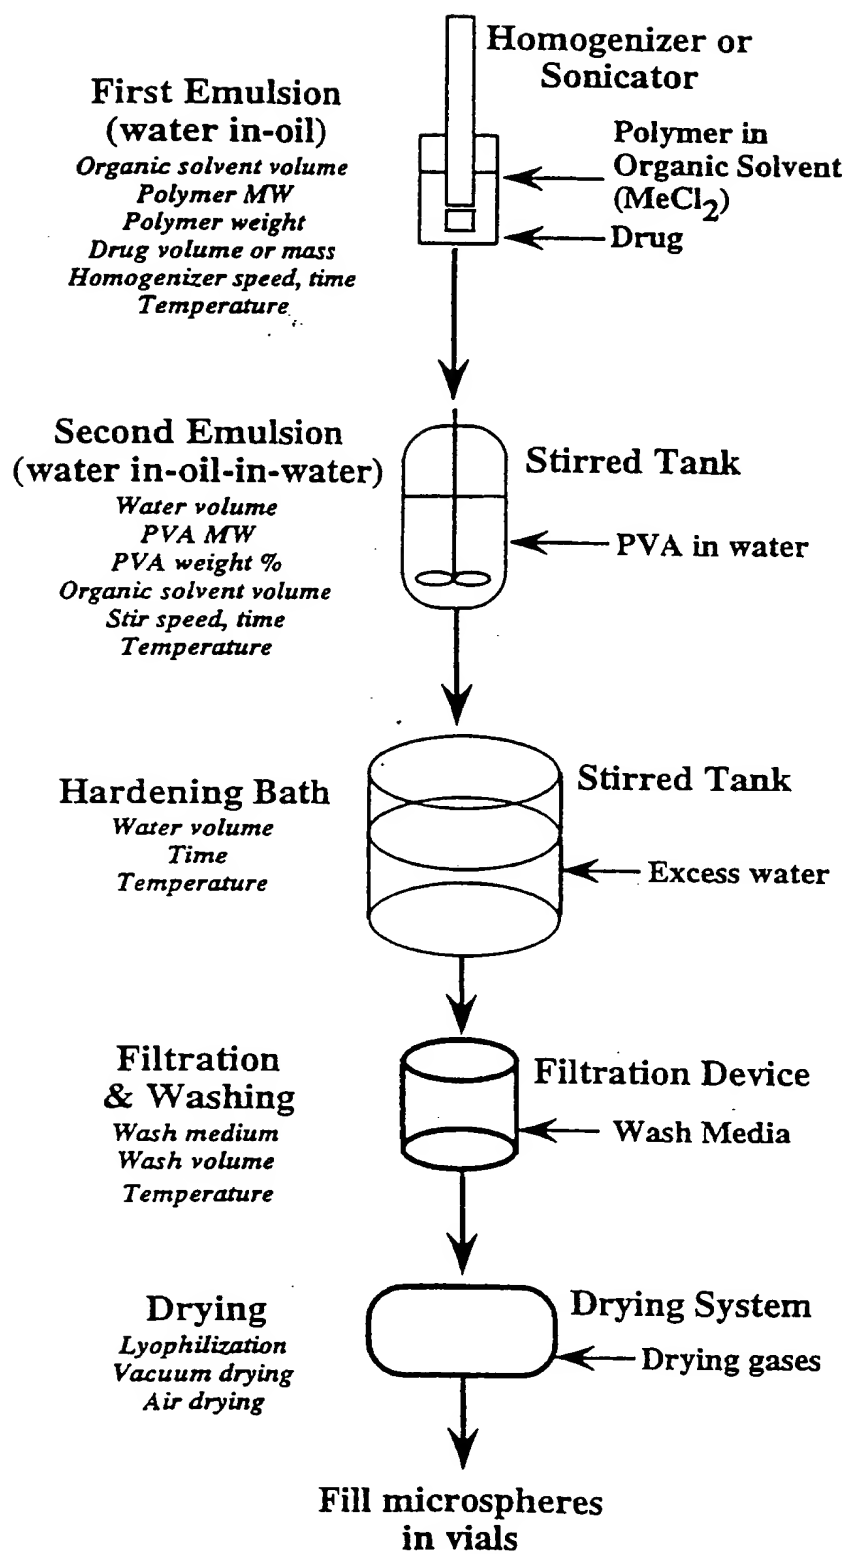 Homogenizer or
Sonicator
First Emulsion
(water in-oil)
Organic solvent volume
Polymer MW
Polymer weight
Drug volume or mass
Homogenizer speed, time
Temperature
Polymer in
Organic Solvent
(MeCl2)
Drug
Second Emulsion
(water in-oil-in-water)
Water volume
PVA MW
PVA weight %
Organic solvent volume
Stir speed, time
Temperature
Stirred Tank
PVA in water
Hardening Bath
Water volume
Time
Temperature
Stirred Tank
Excess water
Filtration
& Washing
Wash medium
Wash volume
Temperature
Filtration Device
Wash Media
Drying
Lyophilization
Vacuum drying
Air drying
Drying System
Drying gases
Fill microspheres
in vials